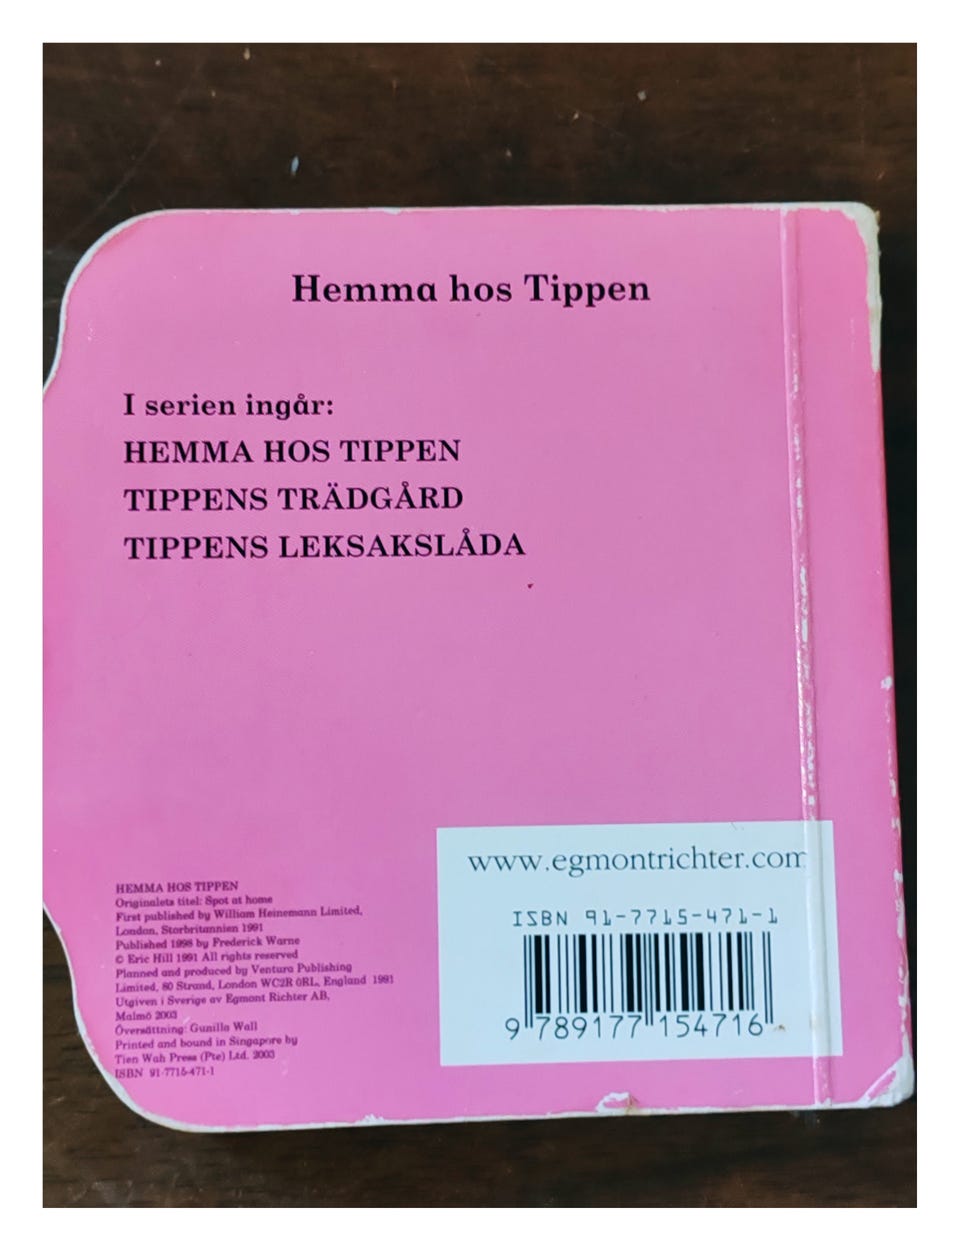 Hemma hos Tippen
I serien ingår:
HEMMA HOS TIPPEN
TIPPENS TRÄDGÅRD
TIPPENS LEKSAKSLÅDA
HEMMA HOS TIPPEN
Originalets titel: Spot at home
First published by William Heinemann Limited,
London, Storbritannien 1991
Published 1998 by Frederick Warne
© Eric Hill 1991 All rights reserved
Planned and produced by Ventura Publishing
Limited, 80 Strand, London WC2R 0RL, England 1991
Utgiven i Sverige av Egmont Richter AB,
Malmö 2003
Översättning: Gunilla Wall
Printed and bound in Singapore by
Tien Wah Press (Pte) Ltd. 2003
ISBN 91-7715-471-1
www.egmontrichter.com
ISBN 91-7715-471-1
9 789177 154716